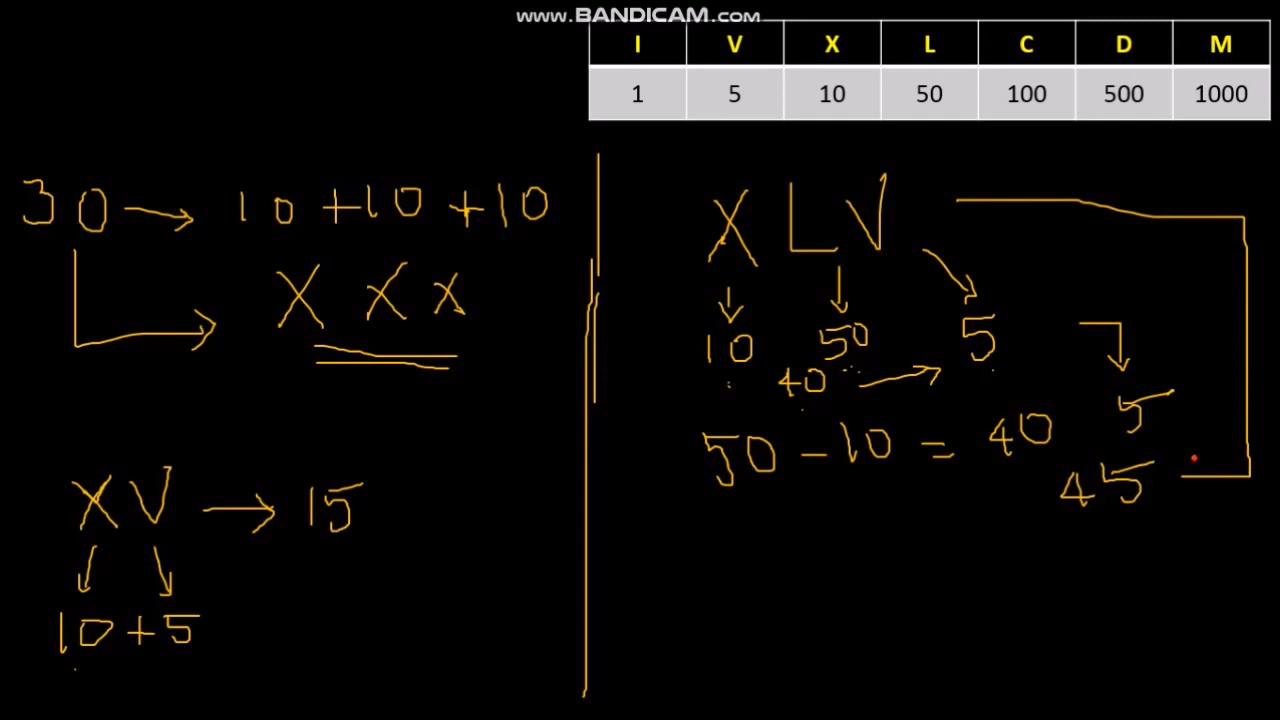 www.BANDICAM.com
I V X L C D M
1 5 10 50 100 500 1000
30 → 10 +10 +10
X X X
XV → 15
10 + 5
X L V
10 50 5
40 → 5
50 - 10 = 40
45